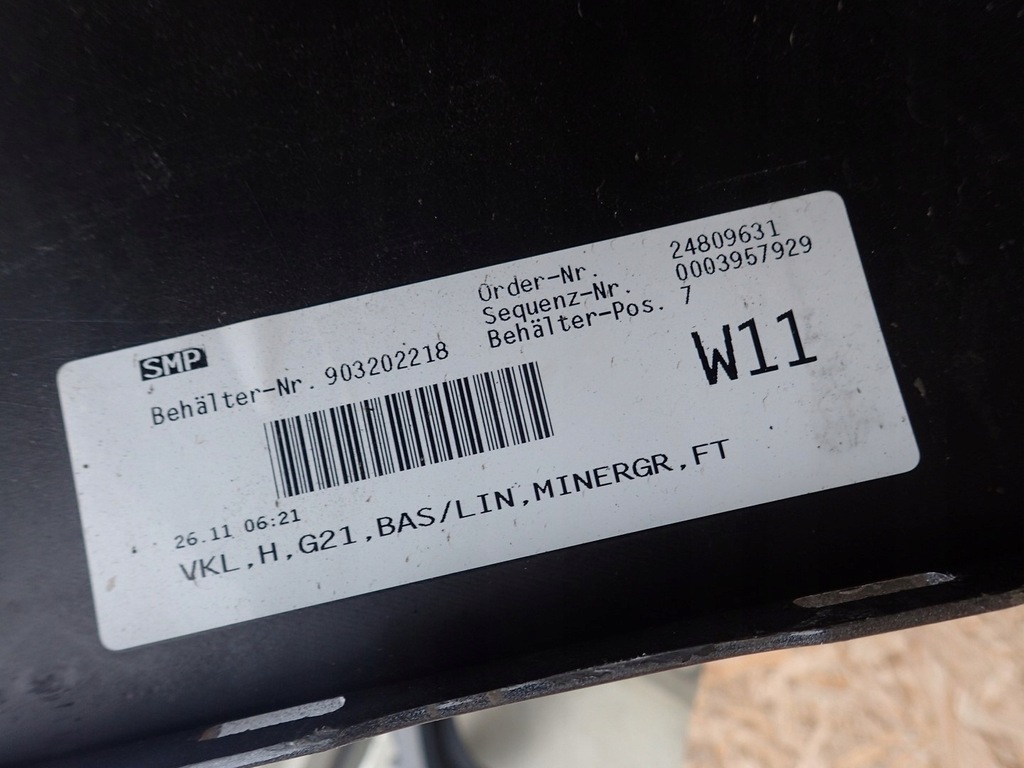 SMP
Behälter-Nr. 903202218
Order-Nr. 24809631
Sequenz-Nr. 0003957929
Behälter-Pos. 7
W11
26.11 06:21
VKL,H,G21,BAS/LIN,MINERGR,FT